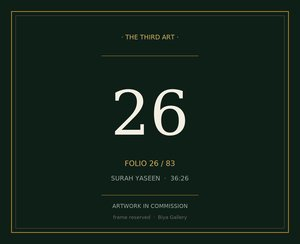 · THE THIRD ART ·
26
FOLIO 26 / 83
SURAH YASEEN · 36:26
ARTWORK IN COMMISSION
frame reserved · Biya Gallery